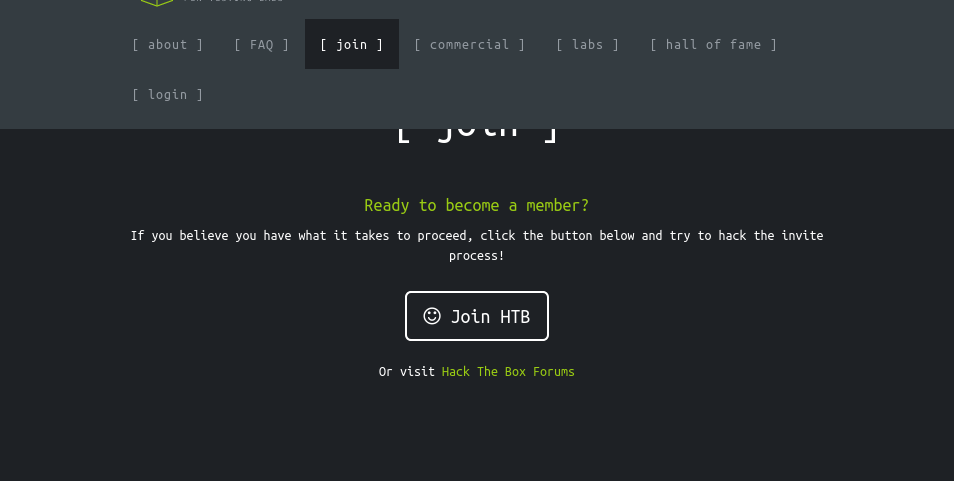 [ about ] [ FAQ ] [ join ] [ commercial ] [ labs ] [ hall of fame ]
[ login ]
[ join ]
Ready to become a member?
If you believe you have what it takes to proceed, click the button below and try to hack the invite
process!
Join HTB
Or visit Hack The Box Forums